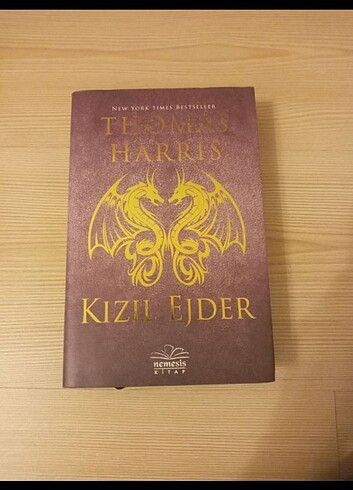 NEW YORK TIMES BESTSELLER
THOMAS
HARRIS
KIZIL EJDER
nemesis
KİTAP